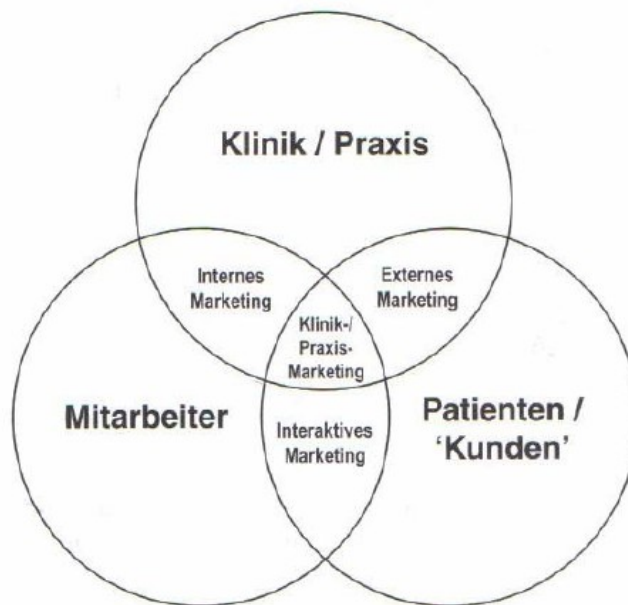 Klinik / Praxis
Internes
Marketing
Externes
Marketing
Klinik-/
Praxis-
Marketing
Mitarbeiter
Patienten /
‘Kunden’
Interaktives
Marketing